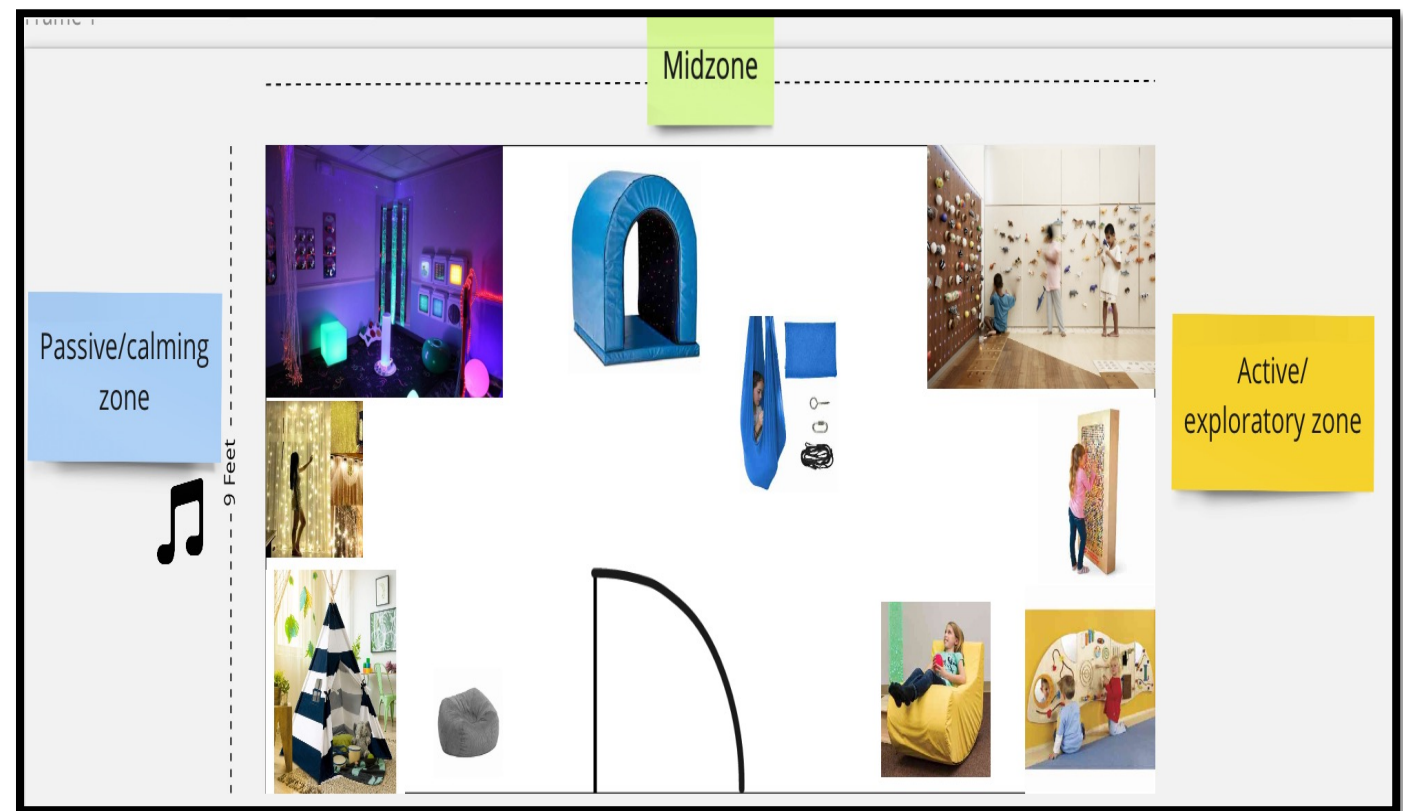 Midzone
Passive/calming
zone
9 Feet
Active/
exploratory zone